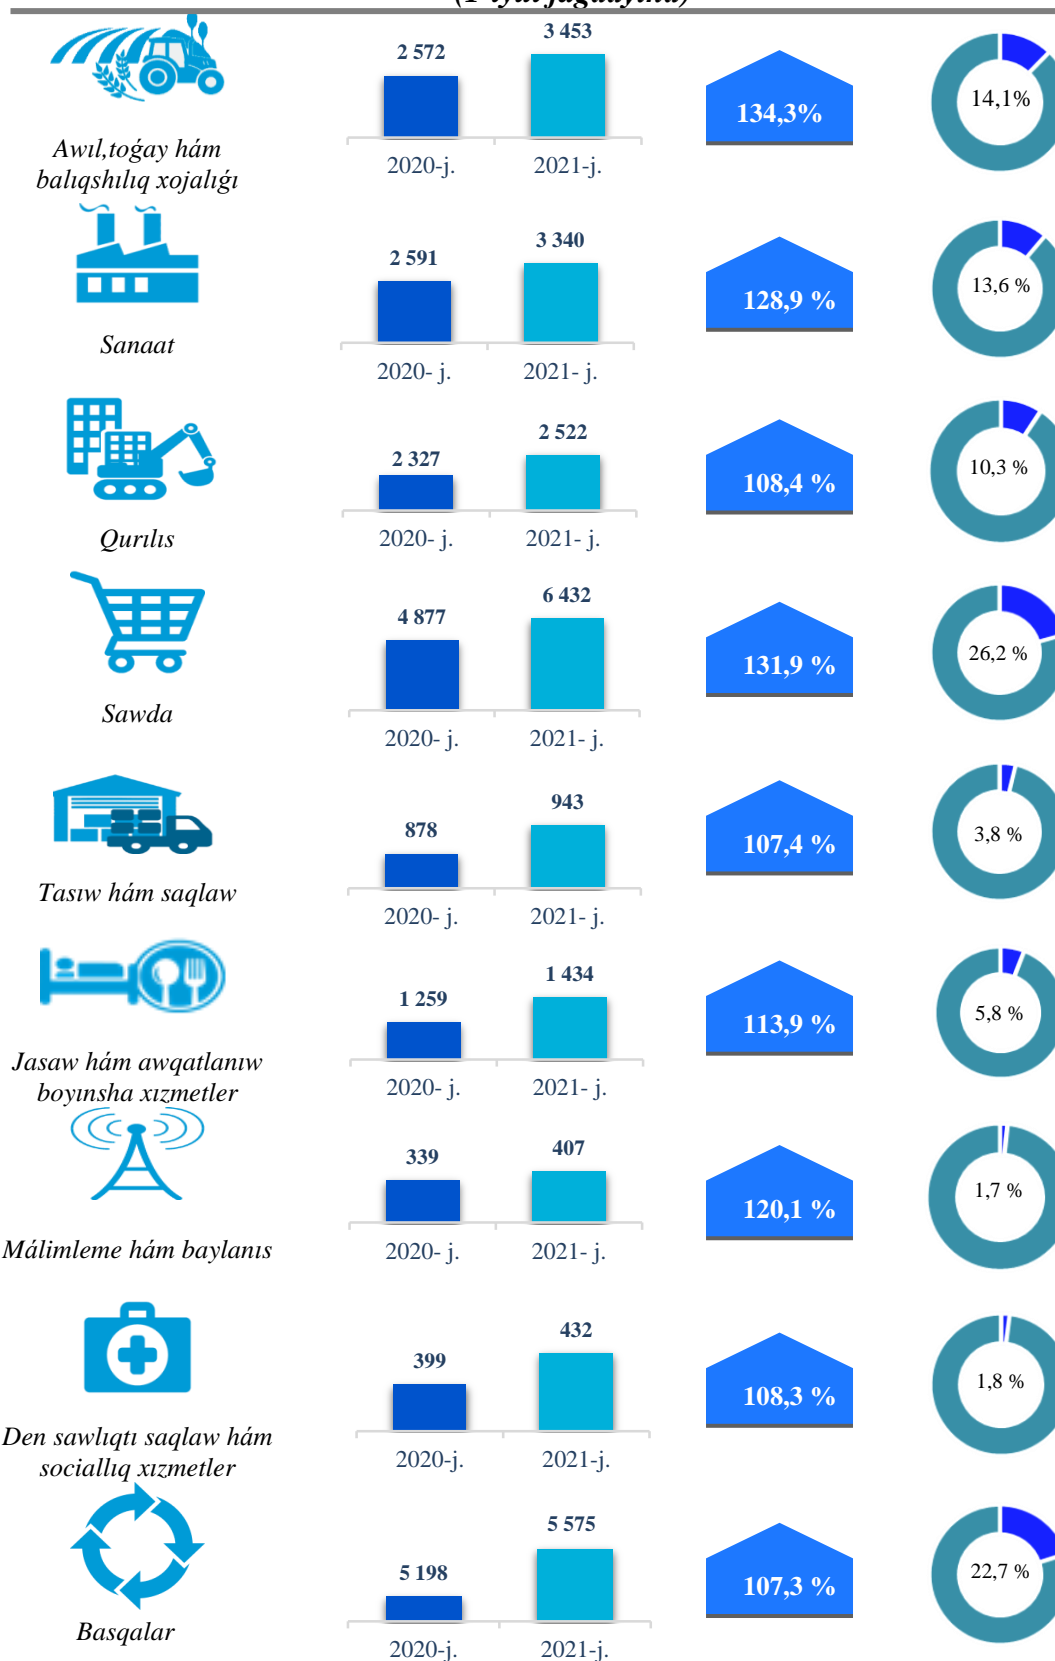 2 572
3 453
134,3%
14,1%
2020-j.
2021-j.
Awıl,toǵay hám
balıqshılıq xojalıǵı
2 591
3 340
128,9 %
13,6 %
2020- j.
2021- j.
Sanaat
2 327
2 522
108,4 %
10,3 %
2020- j.
2021- j.
Qurılıs
4 877
6 432
131,9 %
26,2 %
2020- j.
2021- j.
Sawda
878
943
107,4 %
3,8 %
2020- j.
2021- j.
Tasıw hám saqlaw
1 259
1 434
113,9 %
5,8 %
2020- j.
2021- j.
Jasaw hám awqatlanıw
boyınsha xızmetler
339
407
120,1 %
1,7 %
2020- j.
2021- j.
Málimleme hám baylanıs
399
432
108,3 %
1,8 %
2020-j.
2021-j.
Den sawlıqtı saqlaw hám
sociallıq xızmetler
5 198
5 575
107,3 %
22,7 %
2020-j.
2021-j.
Basqalar